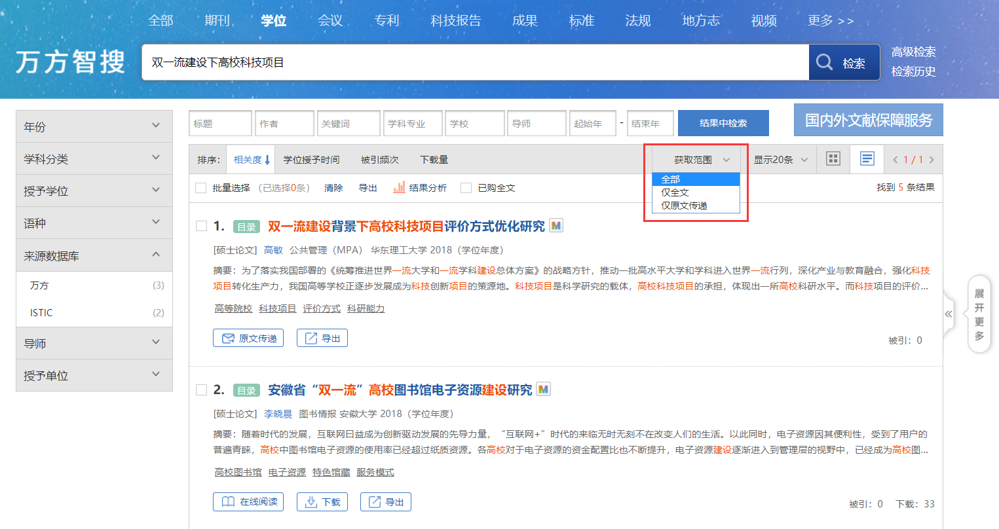 全部 期刊 学位 会议 专利 科技报告 成果 标准 法规 地方志 视频 更多 >>
万方智搜
双一流建设下高校科技项目
检索
高级检索
检索历史
年份
学科分类
授予学位
语种
来源数据库
万方 (3)
ISTIC (2)
导师
授予单位
标题 作者 关键词 学科专业 学校 导师 起始年 - 结束年 结果中检索 国内外文献保障服务
排序: 相关度 学位授予时间 被引频次 下载量 获取范围 显示20条 1 / 1
全部
仅全文
仅原文传递
批量选择 (已选择0条) 清除 导出 结果分析 已购全文 找到 5 条结果
1. 目录 双一流建设背景下高校科技项目评价方式优化研究 M
[硕士论文] 高敏 公共管理（MPA） 华东理工大学 2018（学位年度）
摘要：为了落实我国部署的《统筹推进世界一流大学和一流学科建设总体方案》的战略方针，推动一批高水平大学和学科进入世界一流行列，深化产业与教育融合，强化科技
项目转化生产力，我国高等学校正逐步发展成为科技创新项目的策源地。科技项目是科学研究的载体，高校科技项目的承担，体现出一所高校科研水平。而科技项目的评价...
高等院校 科技项目 评价方式 科研能力
原文传递 导出
被引：0
2. 目录 安徽省“双一流”高校图书馆电子资源建设研究 M
[硕士论文] 李晓晨 图书情报 安徽大学 2018（学位年度）
摘要：随着时代的发展，互联网日益成为创新驱动发展的先导力量，“互联网+”时代的来临无时无刻不在改变人们的生活。以此同时，电子资源因其便利性，受到了用户的
普遍青睐，高校中图书馆电子资源的使用率已经超过纸质资源。各高校对于电子资源的资金配置比也不断提升，电子资源建设逐渐进入到管理层的视野中，已经成为高校图...
高校图书馆 电子资源 特色馆藏 服务模式
在线阅读 下载 导出
被引：0 下载：33
展
开
更
多